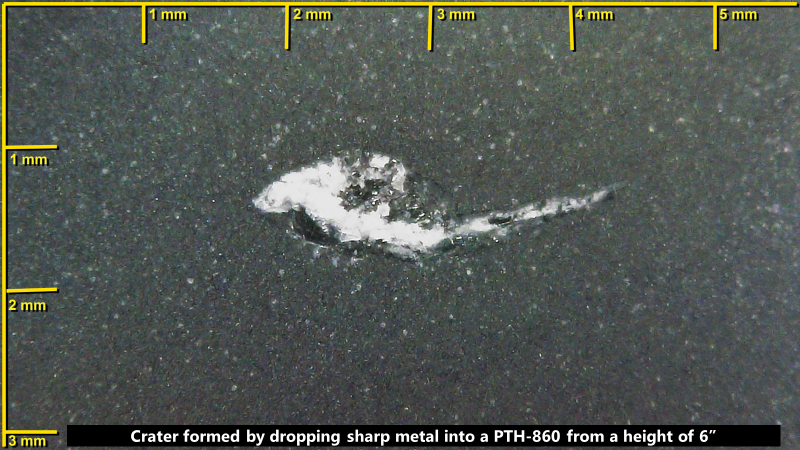 1 mm
2 mm
3 mm
4 mm
5 mm
1 mm
2 mm
3 mm
Crater formed by dropping sharp metal into a PTH-860 from a height of 6”